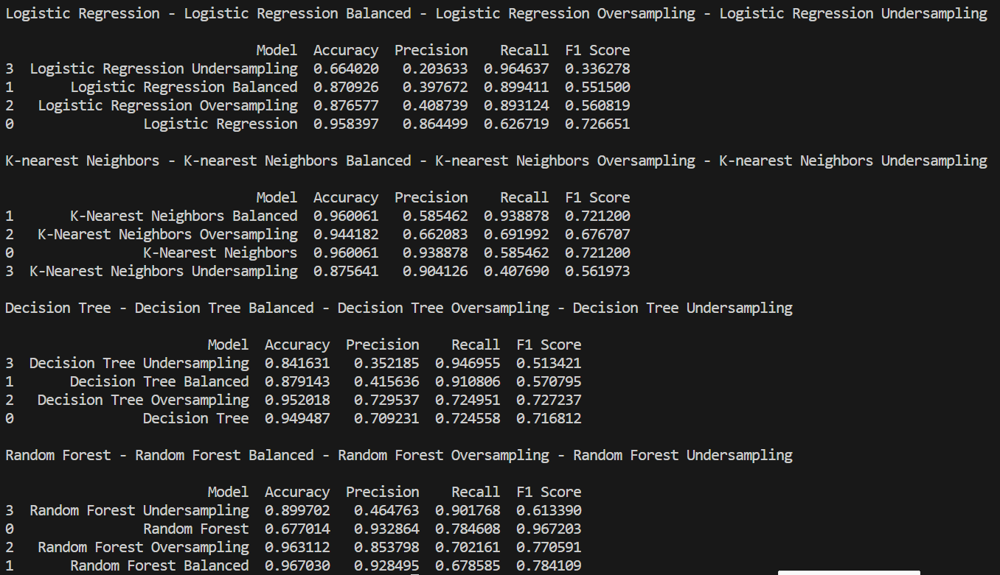 Logistic Regression - Logistic Regression Balanced - Logistic Regression Oversampling - Logistic Regression Undersampling
Model Accuracy Precision Recall F1 Score
3 Logistic Regression Undersampling 0.664020 0.203633 0.964637 0.336278
1 Logistic Regression Balanced 0.870926 0.397672 0.899411 0.551500
2 Logistic Regression Oversampling 0.876577 0.408739 0.893124 0.560819
0 Logistic Regression 0.958397 0.864499 0.626719 0.726651
K-nearest Neighbors - K-nearest Neighbors Balanced - K-nearest Neighbors Oversampling - K-nearest Neighbors Undersampling
Model Accuracy Precision Recall F1 Score
1 K-Nearest Neighbors Balanced 0.960061 0.585462 0.938878 0.721200
2 K-Nearest Neighbors Oversampling 0.944182 0.662083 0.691992 0.676707
0 K-Nearest Neighbors 0.960061 0.938878 0.585462 0.721200
3 K-Nearest Neighbors Undersampling 0.875641 0.904126 0.407690 0.561973
Decision Tree - Decision Tree Balanced - Decision Tree Oversampling - Decision Tree Undersampling
Model Accuracy Precision Recall F1 Score
3 Decision Tree Undersampling 0.841631 0.352185 0.946955 0.513421
1 Decision Tree Balanced 0.879143 0.415636 0.910806 0.570795
2 Decision Tree Oversampling 0.952018 0.729537 0.724951 0.727237
0 Decision Tree 0.949487 0.709231 0.724558 0.716812
Random Forest - Random Forest Balanced - Random Forest Oversampling - Random Forest Undersampling
Model Accuracy Precision Recall F1 Score
3 Random Forest Undersampling 0.899702 0.464763 0.901768 0.613390
0 Random Forest 0.677014 0.932864 0.784608 0.967203
2 Random Forest Oversampling 0.963112 0.853798 0.702161 0.770591
1 Random Forest Balanced 0.967030 0.928495 0.678585 0.784109